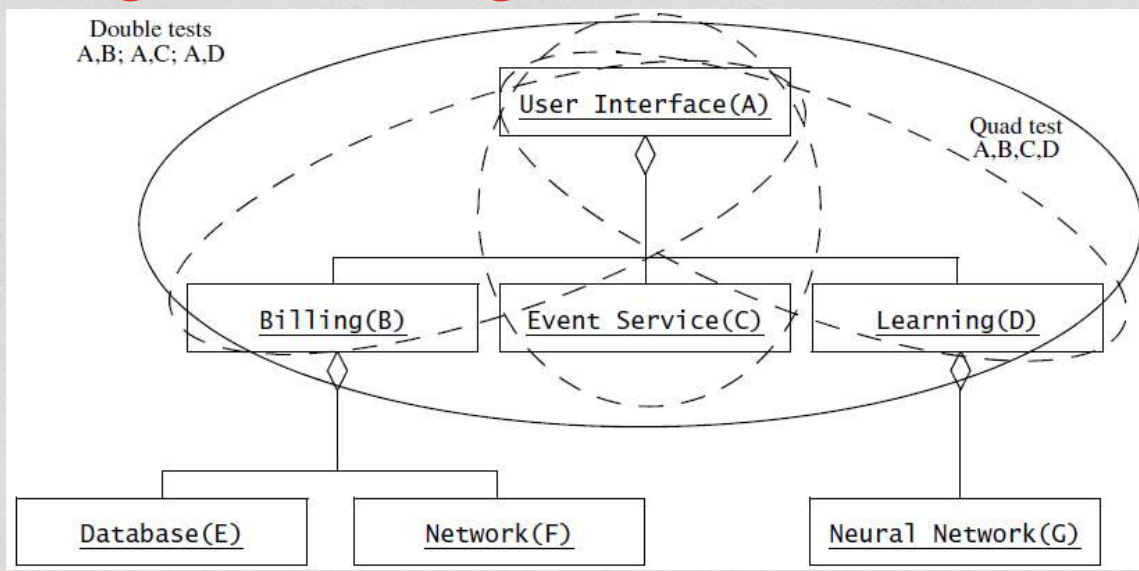 Double tests
A,B; A,C; A,D
User Interface(A)
Quad test
A,B,C,D
Billing(B)
Event Service(C)
Learning(D)
Database(E)
Network(F)
Neural Network(G)